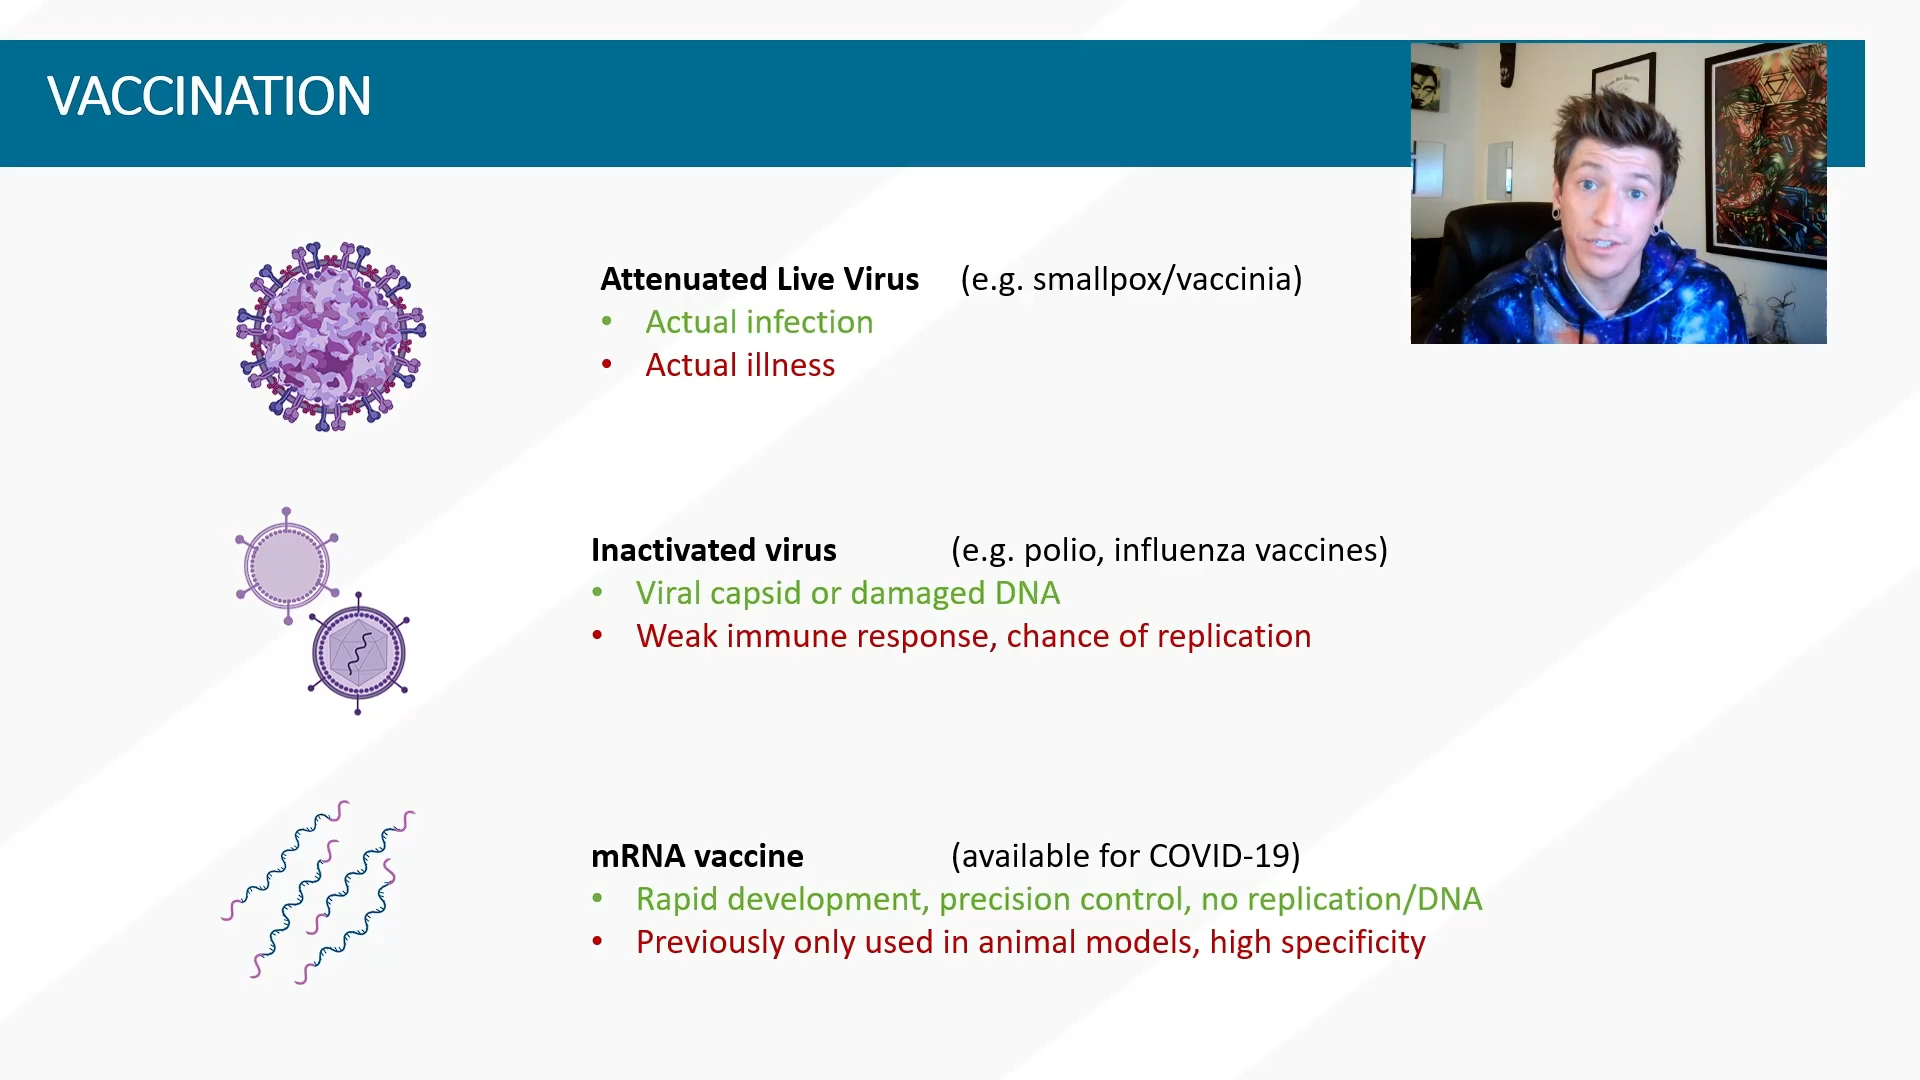 VACCINATION
Attenuated Live Virus (e.g. smallpox/vaccinia)
• Actual infection
• Actual illness
Inactivated virus (e.g. polio, influenza vaccines)
• Viral capsid or damaged DNA
• Weak immune response, chance of replication
mRNA vaccine (available for COVID-19)
• Rapid development, precision control, no replication/DNA
• Previously only used in animal models, high specificity